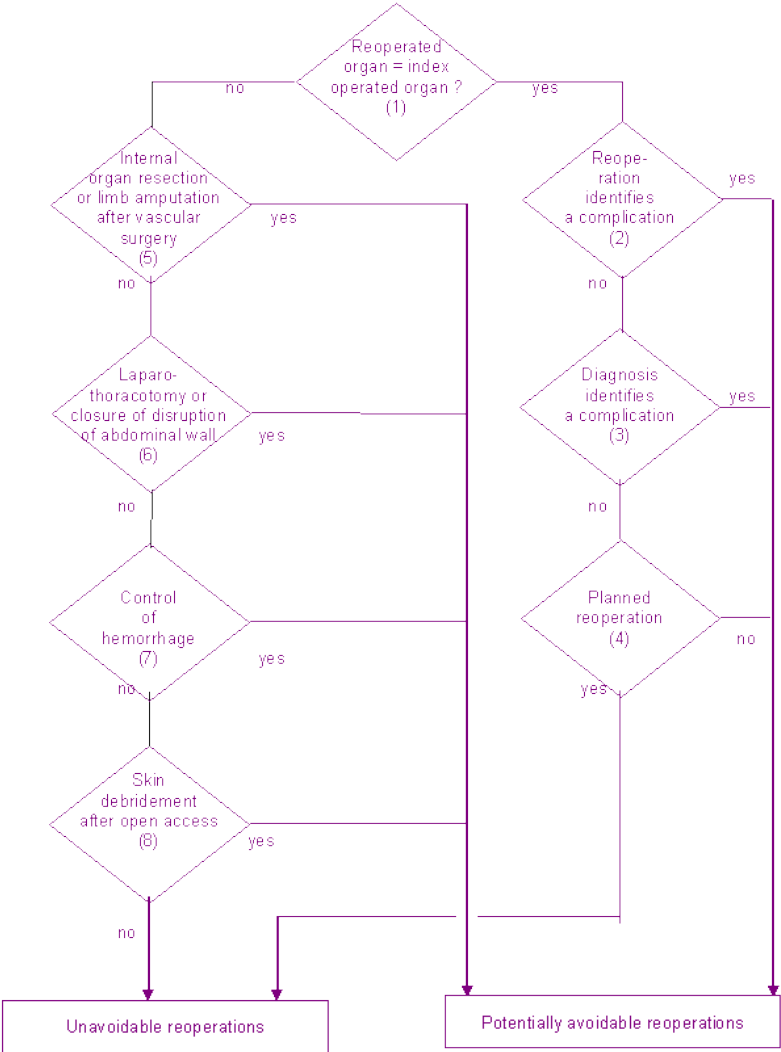 Reoperated
organ = index
operated organ ?
(1)
no
yes
Internal
organ resection
or limb amputation
after vascular
surgery
(5)
yes
no
Reope-
ration
identifies
a complication
(2)
yes
no
Laparo-
thoracotomy or
closure of disruption
of abdominal wall
(6)
yes
no
Diagnosis
identifies
a complication
(3)
yes
no
Control
of
hemorrhage
(7)
yes
no
Planned
reoperation
(4)
no
yes
Skin
debridement
after open access
(8)
yes
no
Unavoidable reoperations
Potentially avoidable reoperations